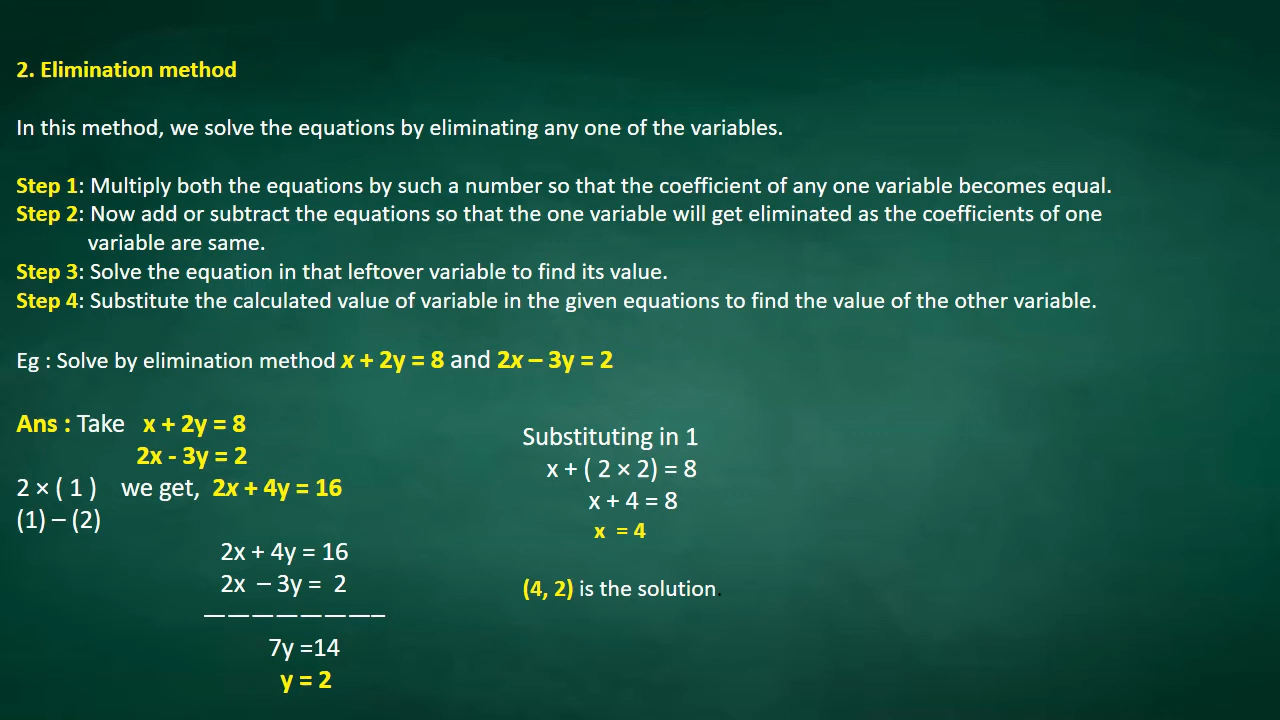 2. Elimination method
In this method, we solve the equations by eliminating any one of the variables.
Step 1: Multiply both the equations by such a number so that the coefficient of any one variable becomes equal.
Step 2: Now add or subtract the equations so that the one variable will get eliminated as the coefficients of one
variable are same.
Step 3: Solve the equation in that leftover variable to find its value.
Step 4: Substitute the calculated value of variable in the given equations to find the value of the other variable.
Eg : Solve by elimination method x + 2y = 8 and 2x – 3y = 2
Ans : Take x + 2y = 8
2x - 3y = 2
2 × ( 1 ) we get, 2x + 4y = 16
(1) – (2)
2x + 4y = 16
2x – 3y = 2
————————
7y =14
y = 2
Substituting in 1
x + ( 2 × 2) = 8
x + 4 = 8
x = 4
(4, 2) is the solution.